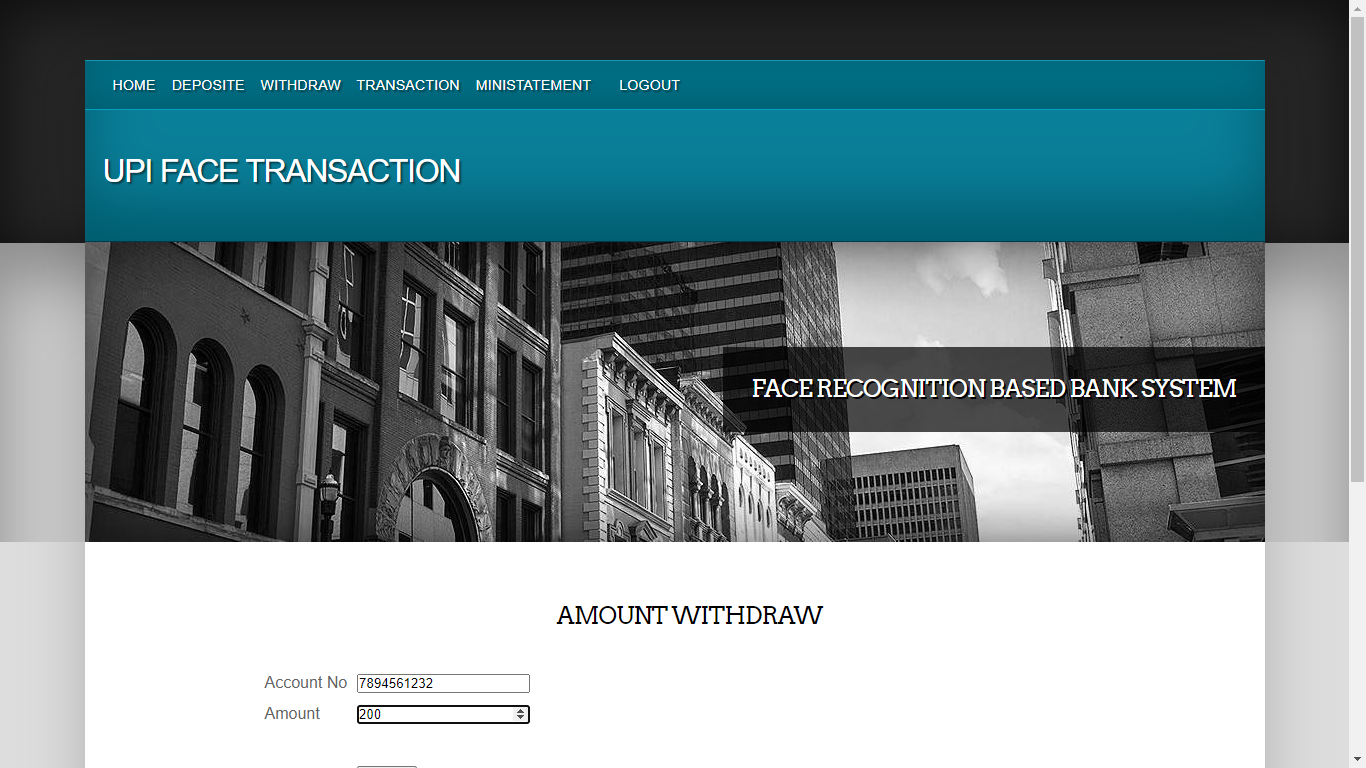 HOME DEPOSITE WITHDRAW TRANSACTION MINISTATEMENT LOGOUT
UPI FACE TRANSACTION
FACE RECOGNITION BASED BANK SYSTEM
AMOUNT WITHDRAW
Account No 7894561232
Amount 200